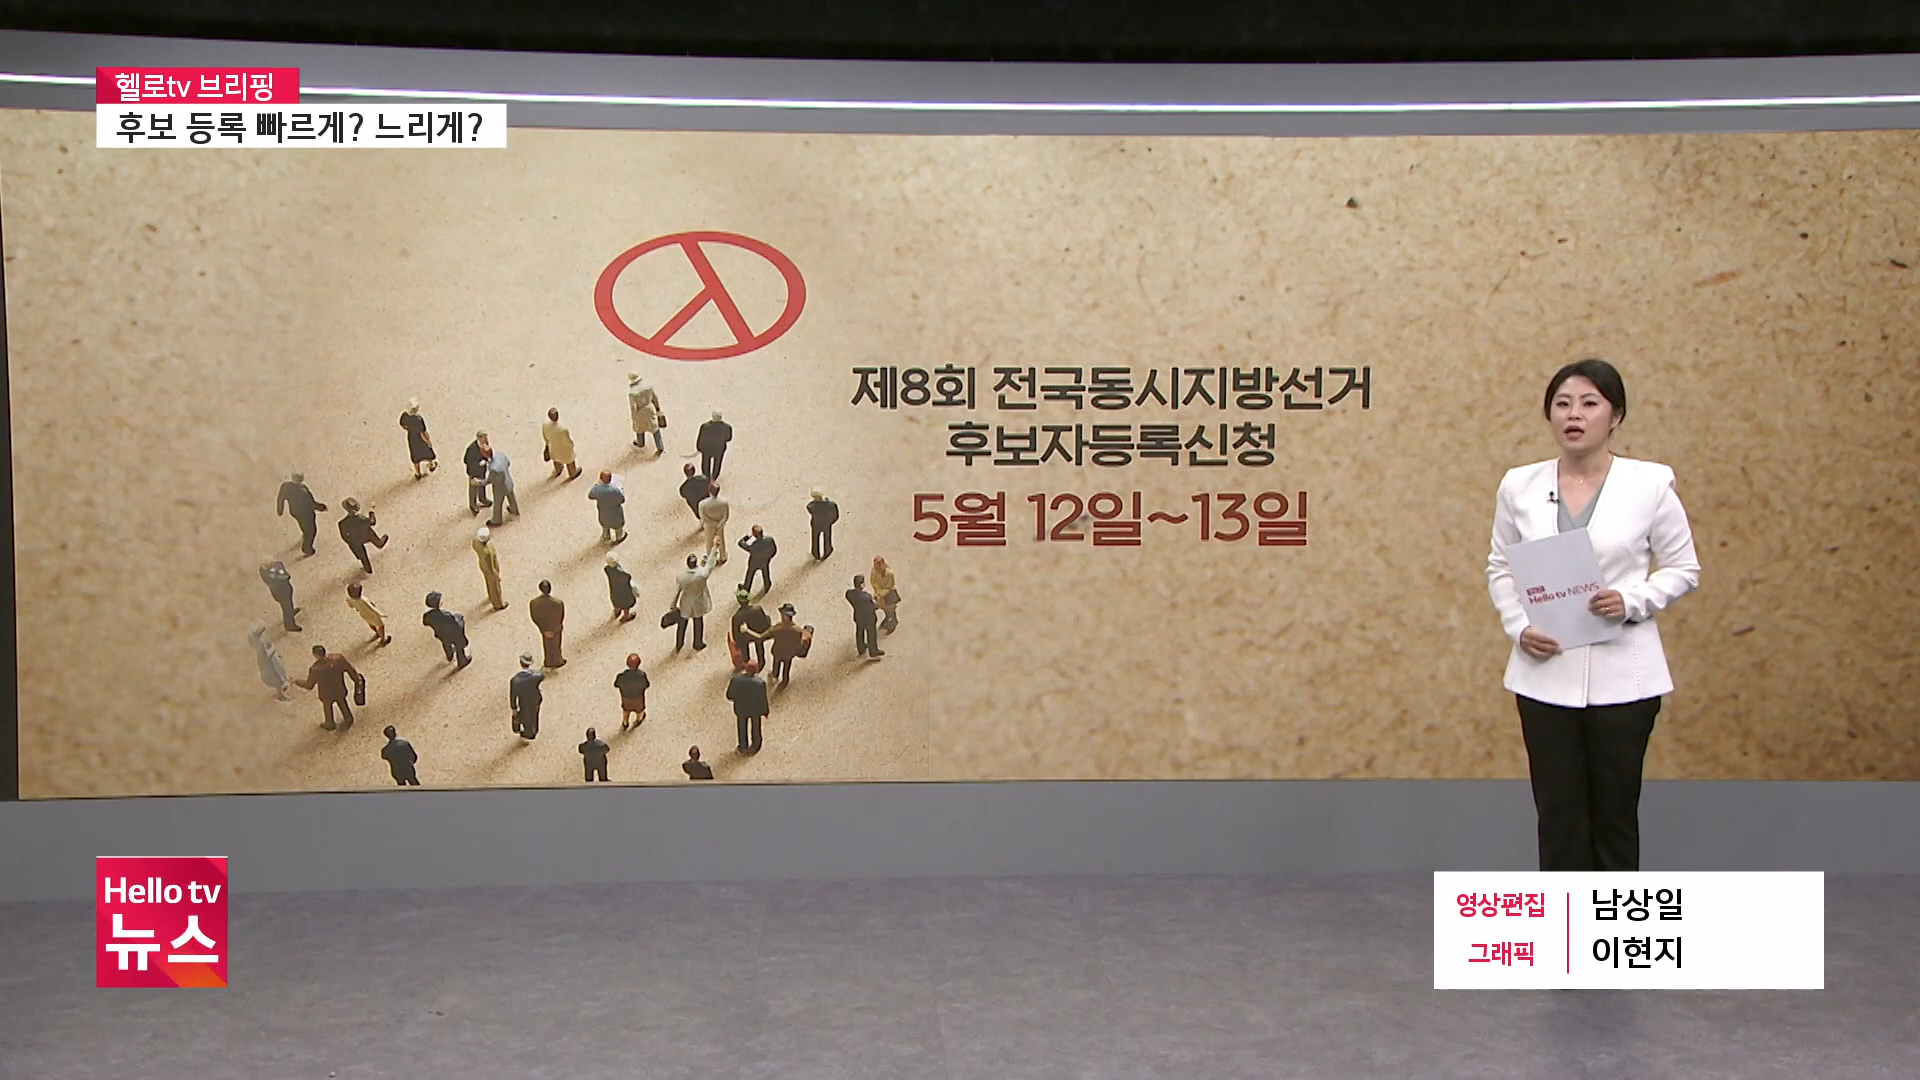 헬로tv 브리핑
후보 등록 빠르게? 느리게?
제8회 전국동시지방선거
후보자등록신청
5월 12일~13일
Hello tv NEWS
Hello tv
뉴스
영상편집 남상일
그래픽 이현지